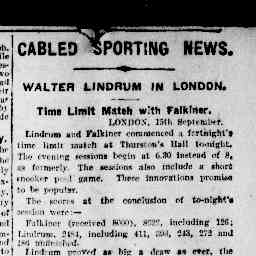 CABLED SPORTING NEWS.
WALTER LINDRUM IN LONDON.
Time Limit Match with Falkiner.
LONDON, 15th September.
Lindrum and Falkiner commenced a fortnight's
time limit match at Thurston's Hall tonight.
The evening sessions begin at 6.30 instead of 8,
as formerly. The sessions also include a short
snooker pool game. These innovations promise
to be popular.
The scores at the conclusion of to-night's
session were:—
Falkiner (received 8000), including 126;
Lindrum, 2484, including 411, 243, 272 and
186 unfinished.
Lindrum proved as big a draw as ever, the